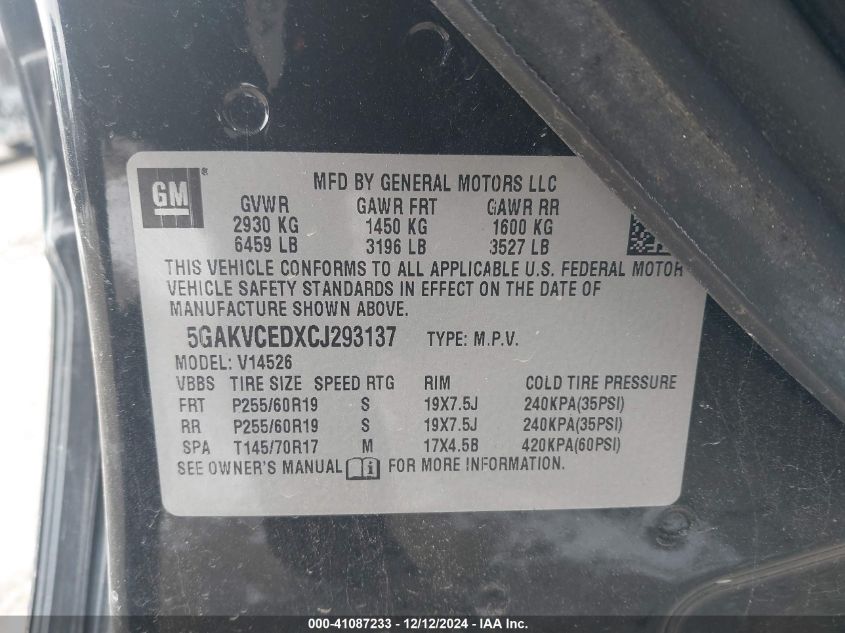 GM ®
MFD BY GENERAL MOTORS LLC
GVWR GAWR FRT GAWR RR
2930 KG 1450 KG 1600 KG
6459 LB 3196 LB 3527 LB
THIS VEHICLE CONFORMS TO ALL APPLICABLE U.S. FEDERAL MOTOR
VEHICLE SAFETY STANDARDS IN EFFECT ON THE DATE OF
MANUFACTURE SHOWN ABOVE.
5GAKVCEDXCJ293137 TYPE: M.P.V.
MODEL: V14526
VBBS TIRE SIZE SPEED RTG RIM COLD TIRE PRESSURE
FRT P255/60R19 S 19X7.5J 240KPA(35PSI)
RR P255/60R19 S 19X7.5J 240KPA(35PSI)
SPA T145/70R17 M 17X4.5B 420KPA(60PSI)
SEE OWNER'S MANUAL i FOR MORE INFORMATION.
000-41087233 - 12/12/2024 - IAA Inc.